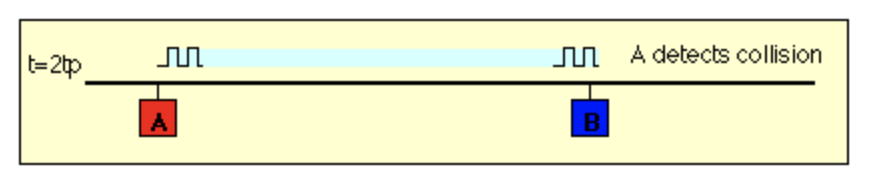 t=2tp
A detects collision
A
B